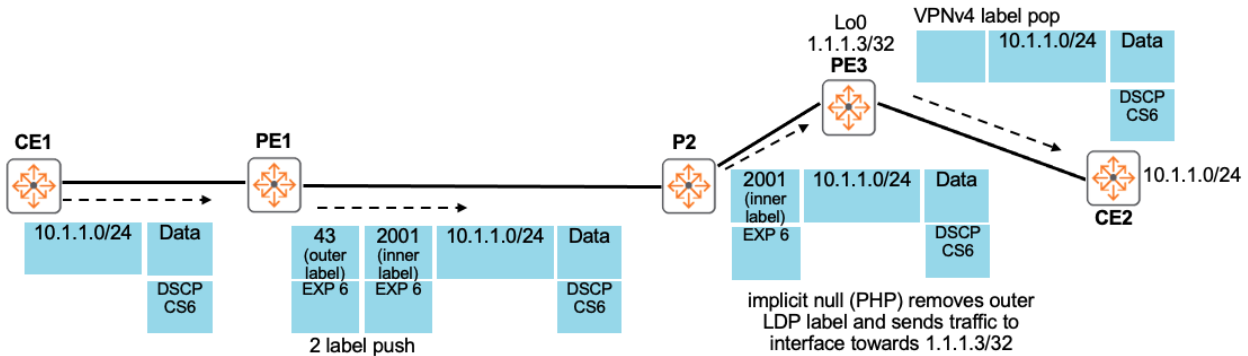 Lo0
1.1.1.3/32
PE3
VPNv4 label pop
10.1.1.0/24
Data
DSCP
CS6
CE1
PE1
P2
CE2
10.1.1.0/24
10.1.1.0/24
Data
DSCP
CS6
43
(outer
label)
EXP 6
2001
(inner
label)
EXP 6
10.1.1.0/24
Data
DSCP
CS6
2 label push
2001
(inner
label)
EXP 6
10.1.1.0/24
Data
DSCP
CS6
implicit null (PHP) removes outer
LDP label and sends traffic to
interface towards 1.1.1.3/32